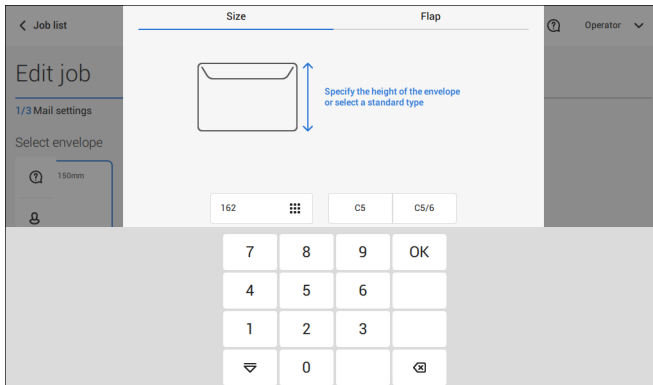 Job list
Size
Flap
Operator
Edit job
1/3 Mail settings
Select envelope
150mm
Specify the height of the envelope
or select a standard type
162
C5
C5/6
7 8 9 OK
4 5 6
1 2 3
0